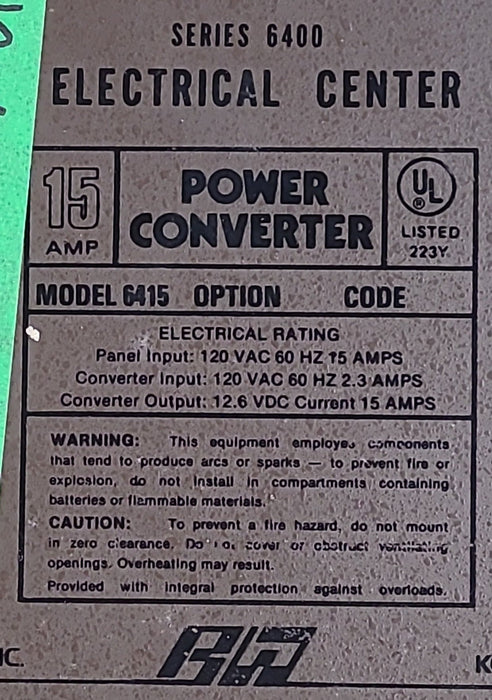 SERIES 6400
ELECTRICAL CENTER
15
AMP
POWER
CONVERTER
UL
®
LISTED
223Y
MODEL 6415 OPTION CODE
ELECTRICAL RATING
Panel Input: 120 VAC 60 HZ 15 AMPS
Converter Input: 120 VAC 60 HZ 2.3 AMPS
Converter Output: 12.6 VDC Current 15 AMPS
WARNING: This equipment employes components
that tend to produce arcs or sparks — to prevent fire or
explosion, do not install in compartments containing
batteries or flammable materials.
CAUTION: To prevent a fire hazard, do not mount
in zero clearance. Do not cover or obstruct ventilating
openings. Overheating may result.
Provided with integral protection against overloads.